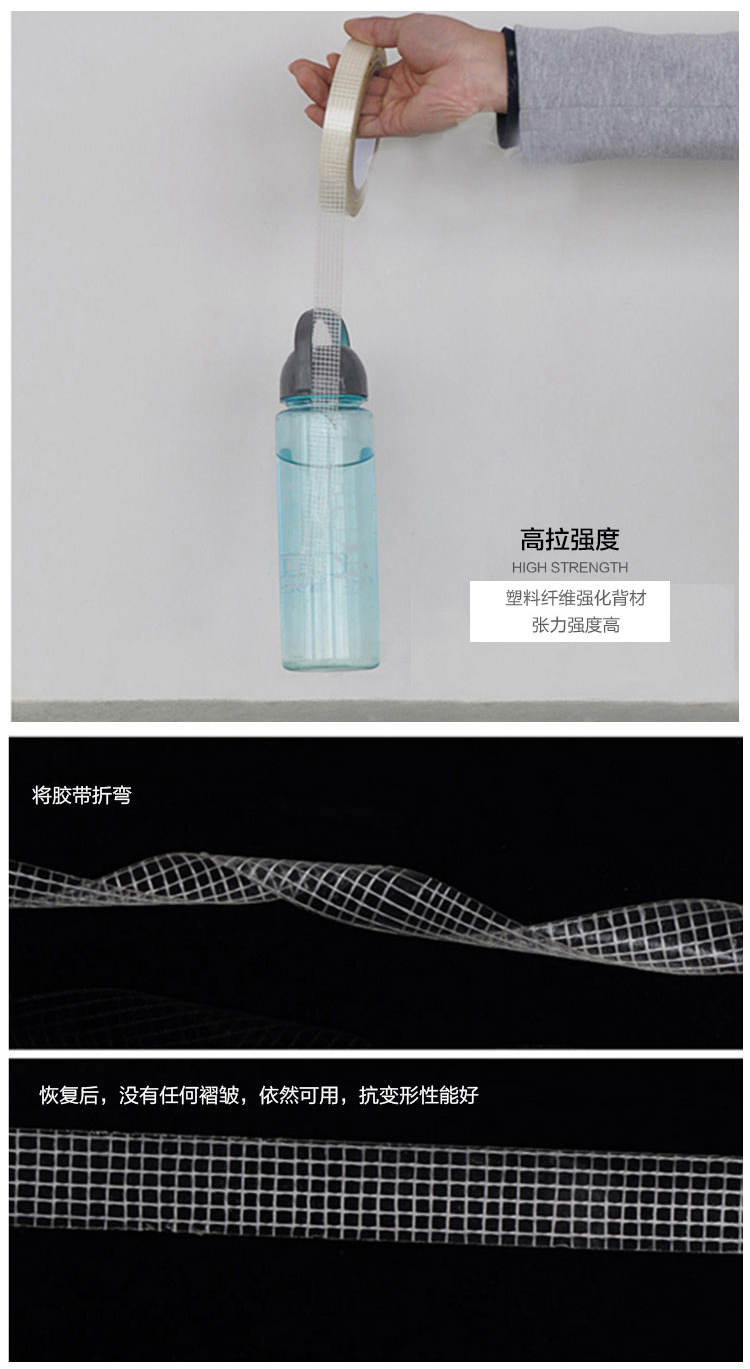 高拉强度
HIGH STRENGTH
塑料纤维强化背材
张力强度高
将胶带折弯
恢复后，没有任何褶皱，依然可用，抗变形性能好